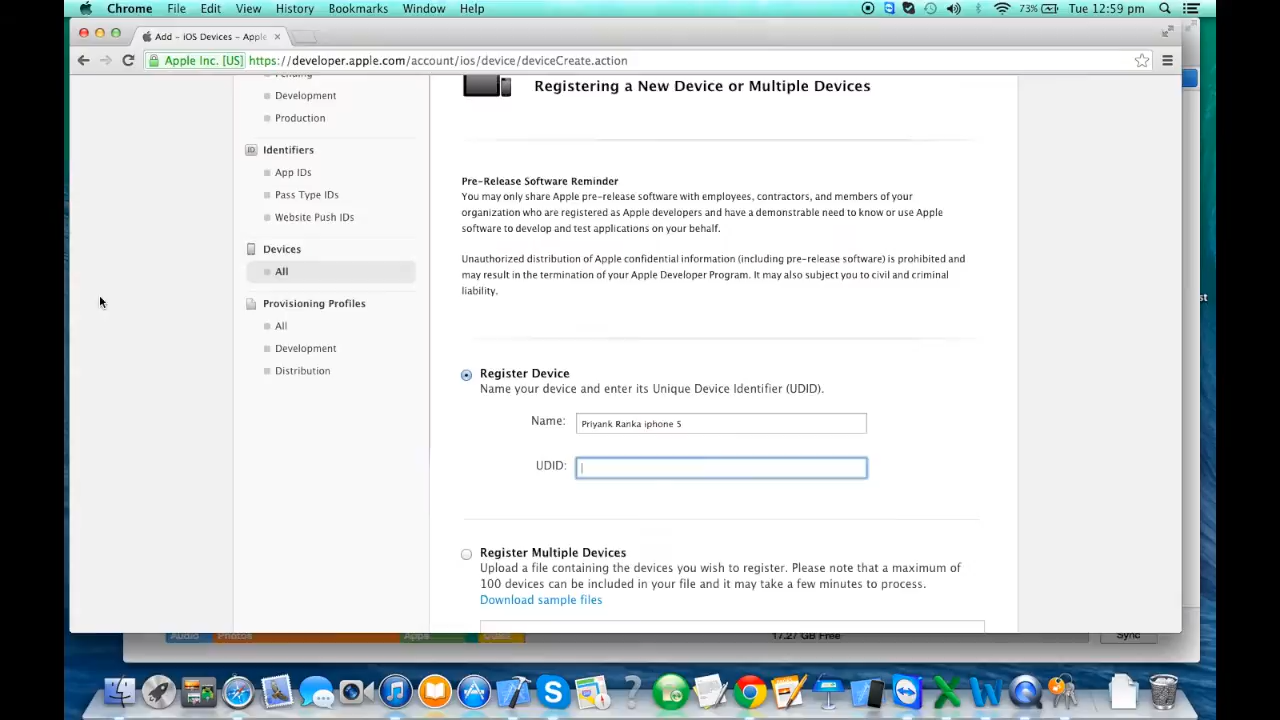 Chrome File Edit View History Bookmarks Window Help 73% Tue 12:59 pm
Add - iOS Devices - Apple
Apple Inc. [US] https://developer.apple.com/account/ios/device/deviceCreate.action
Pending
Development
Production
Identifiers
App IDs
Pass Type IDs
Website Push IDs
Devices
All
Provisioning Profiles
All
Development
Distribution
Registering a New Device or Multiple Devices
Pre-Release Software Reminder
You may only share Apple pre-release software with employees, contractors, and members of your
organization who are registered as Apple developers and have a demonstrable need to know or use Apple
software to develop and test applications on your behalf.
Unauthorized distribution of Apple confidential information (including pre-release software) is prohibited and
may result in the termination of your Apple Developer Program. It may also subject you to civil and criminal
liability.
Register Device
Name your device and enter its Unique Device Identifier (UDID).
Name: Priyank Ranka iphone 5
UDID:
Register Multiple Devices
Upload a file containing the devices you wish to register. Please note that a maximum of
100 devices can be included in your file and it may take a few minutes to process.
Download sample files
Audio Photos Apps 17.27 GB Free Sync